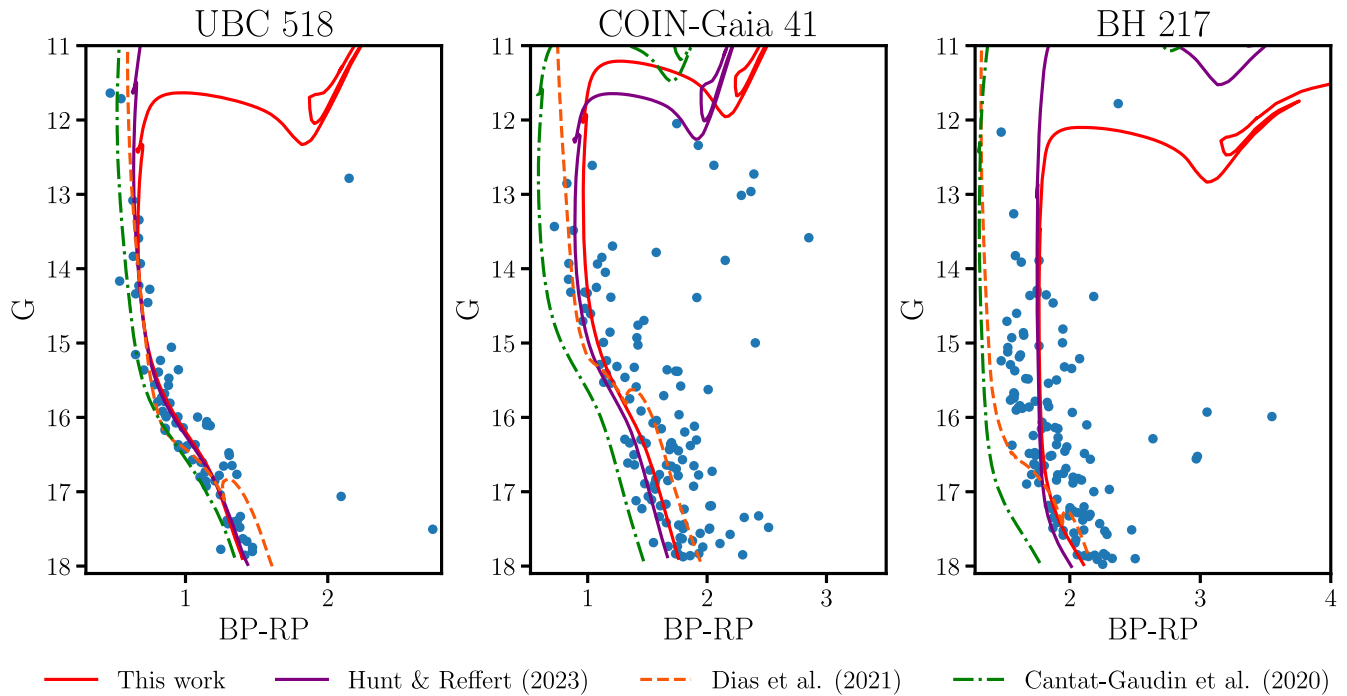 UBC 518 COIN-Gaia 41 BH 217
11 11 11
12 12 12
13 13 13
14 14 14
G G G
15 15 15
16 16 16
17 17 17
18 18 18
1 2 1 2 3 2 3 4
BP-RP BP-RP BP-RP
This work Hunt & Reffert (2023) Dias et al. (2021) Cantat-Gaudin et al. (2020)